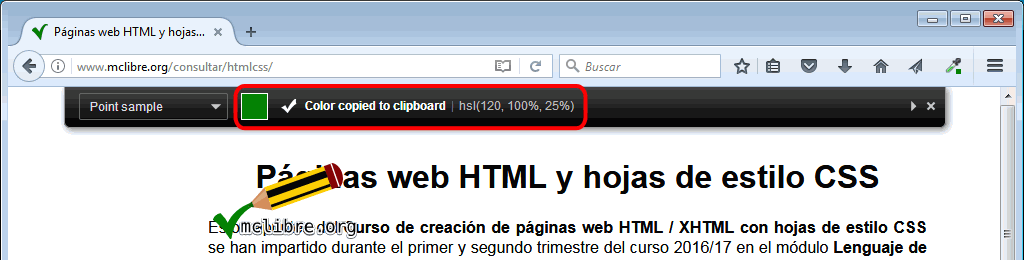 Páginas web HTML y hojas...
www.mclibre.org/consultar/htmlcss/
Buscar
Point sample
Color copied to clipboard | hsl(120, 100%, 25%)
Páginas web HTML y hojas de estilo CSS
mclibre.org
curso de creación de páginas web HTML / XHTML con hojas de estilo CSS
se han impartido durante el primer y segundo trimestre del curso 2016/17 en el módulo Lenguaje de